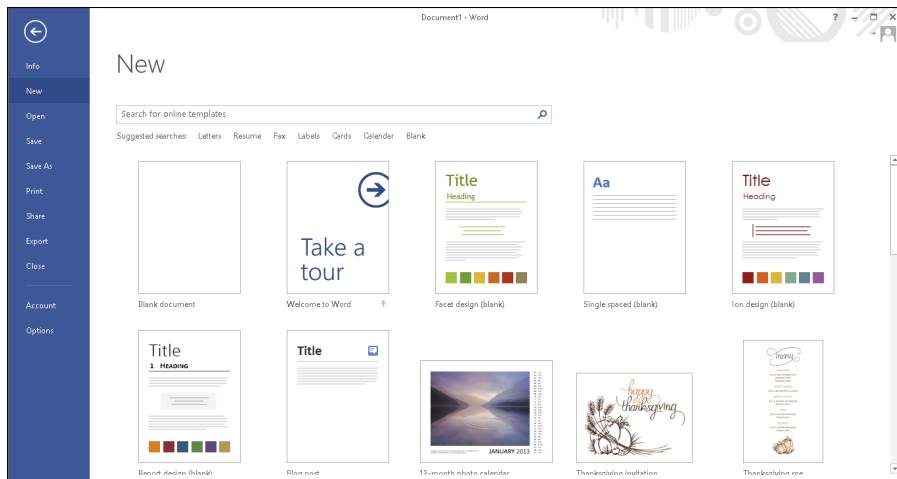 Document1 - Word
?
Info
New
Open
Save
Save As
Print
Share
Export
Close
Account
Options
New
Search for online templates
Suggested searches: Letters Resume Fax Labels Cards Calendar Blank
Take a
tour
Title
Heading
Aa
Title
Heading
Blank document
Welcome to Word
Facet design (blank)
Single spaced (blank)
Ion design (blank)
Title
1 HEADING
Title
JANUARY 2013
happy
thanksgiving
menu
Report design (blank)
Blog post
12-month photo calendar
Thanksgiving invitation
Thanksgiving me